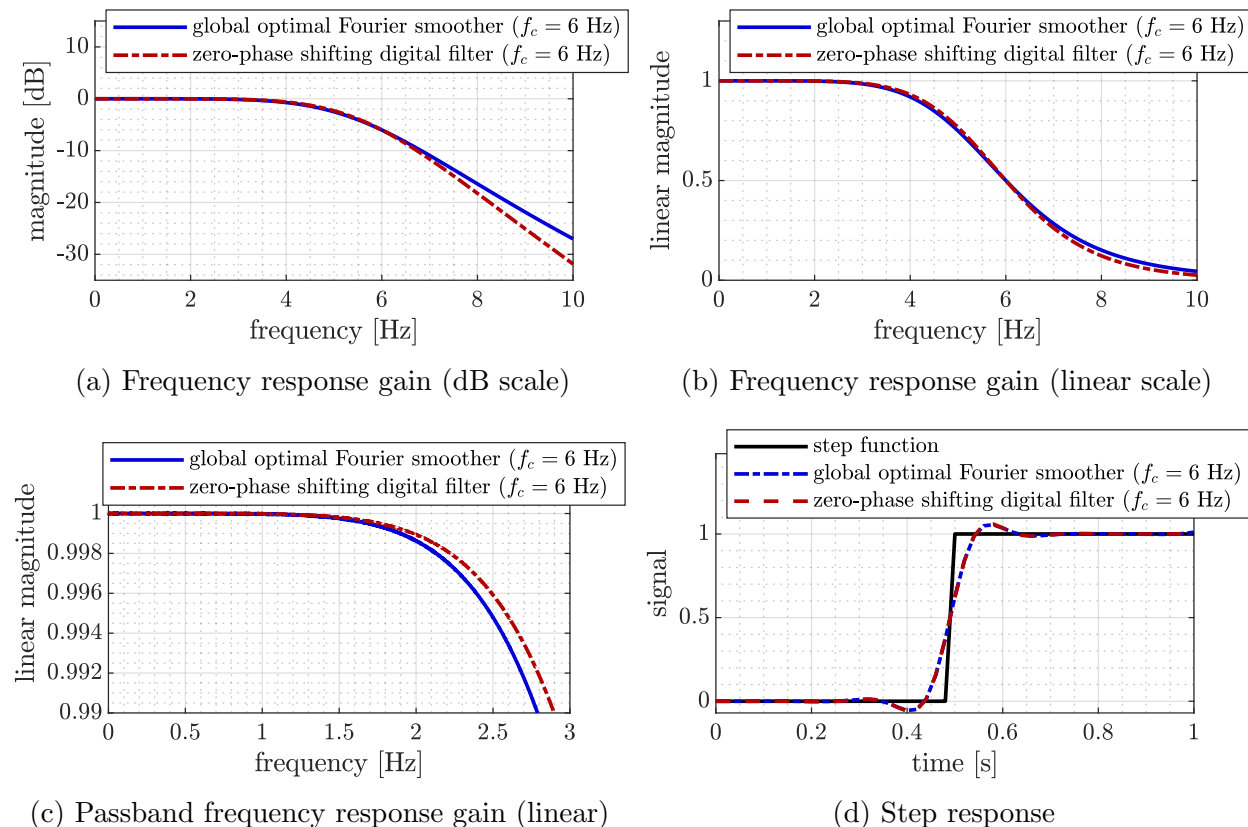 global optimal Fourier smoother (f_c = 6 Hz)
zero-phase shifting digital filter (f_c = 6 Hz)
10
0
-10
-20
-30
magnitude [dB]
0 2 4 6 8 10
frequency [Hz]
(a) Frequency response gain (dB scale)
global optimal Fourier smoother (f_c = 6 Hz)
zero-phase shifting digital filter (f_c = 6 Hz)
1
0.5
0
linear magnitude
0 2 4 6 8 10
frequency [Hz]
(b) Frequency response gain (linear scale)
global optimal Fourier smoother (f_c = 6 Hz)
zero-phase shifting digital filter (f_c = 6 Hz)
1
0.998
0.996
0.994
0.992
0.99
linear magnitude
0 0.5 1 1.5 2 2.5 3
frequency [Hz]
(c) Passband frequency response gain (linear)
step function
global optimal Fourier smoother (f_c = 6 Hz)
zero-phase shifting digital filter (f_c = 6 Hz)
1
0.5
0
signal
0 0.2 0.4 0.6 0.8 1
time [s]
(d) Step response